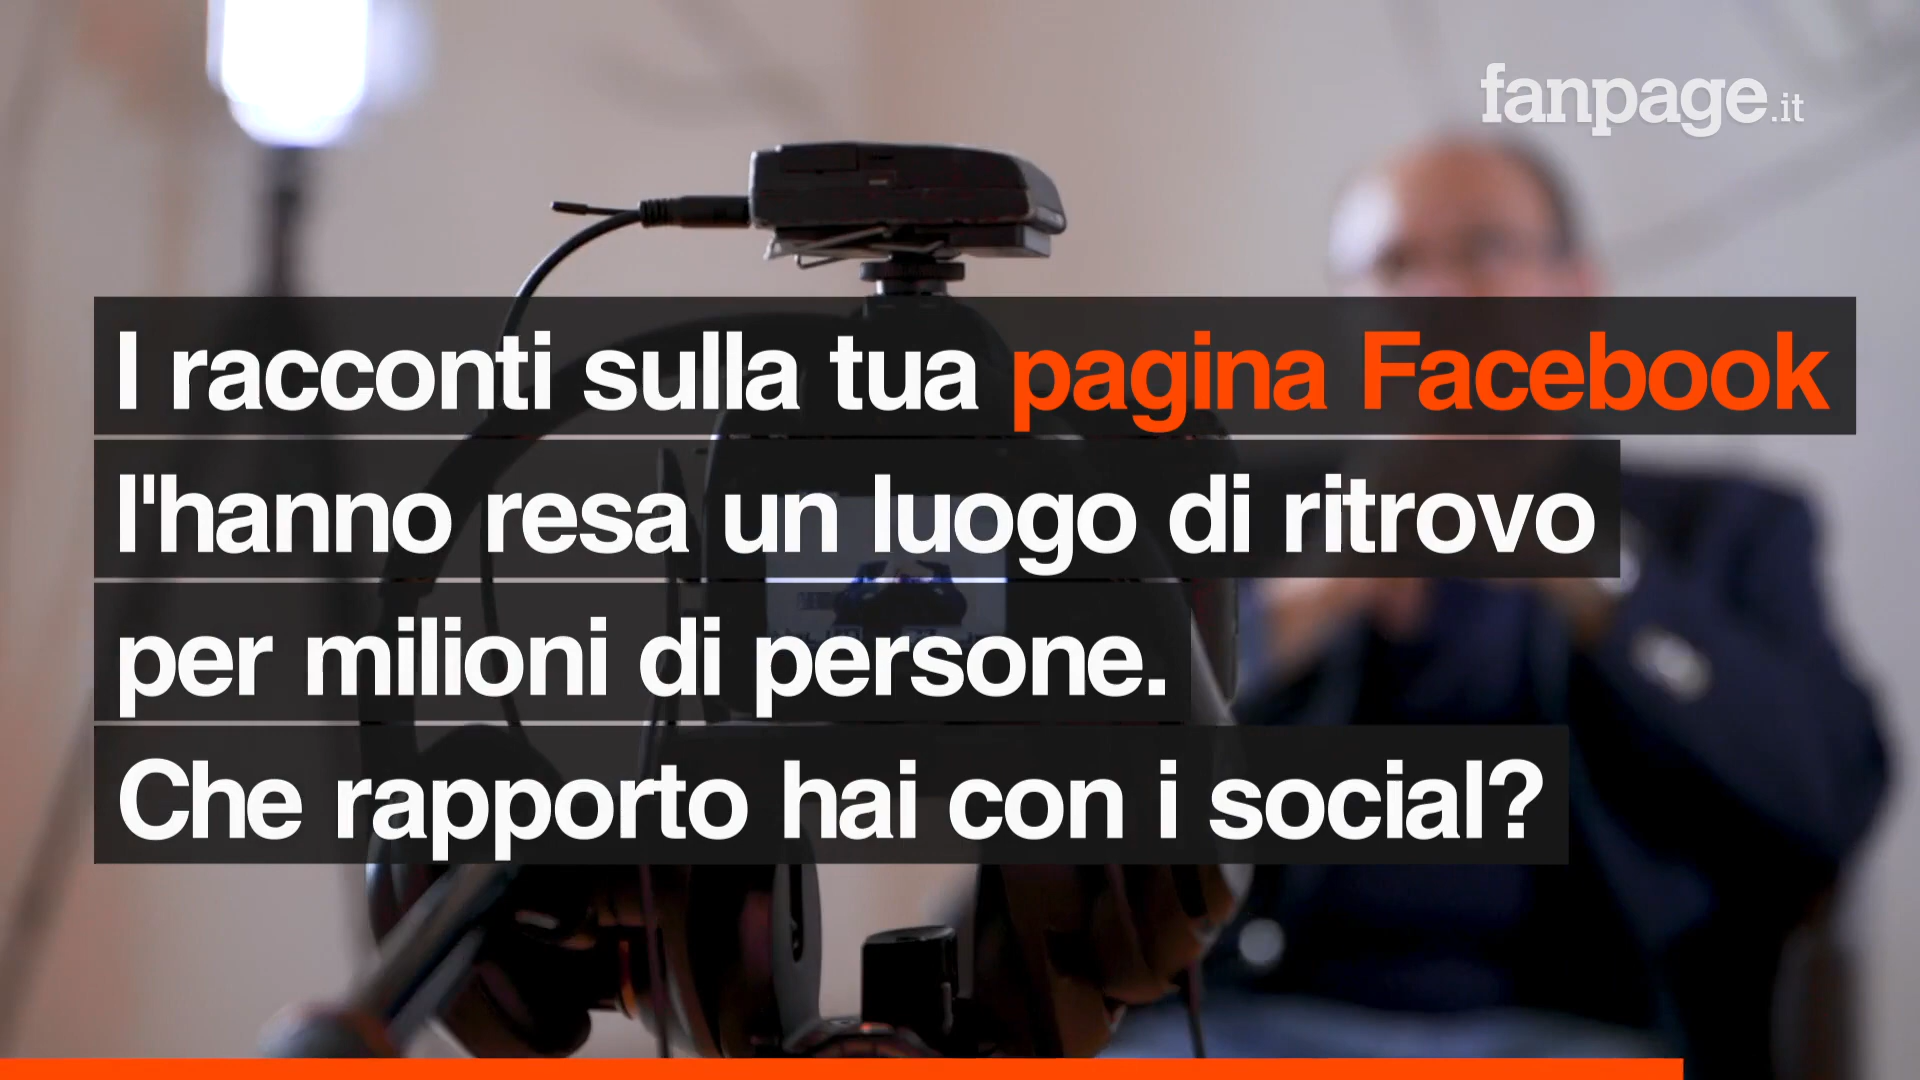 fanpage.it
I racconti sulla tua pagina Facebook
l'hanno resa un luogo di ritrovo
per milioni di persone.
Che rapporto hai con i social?